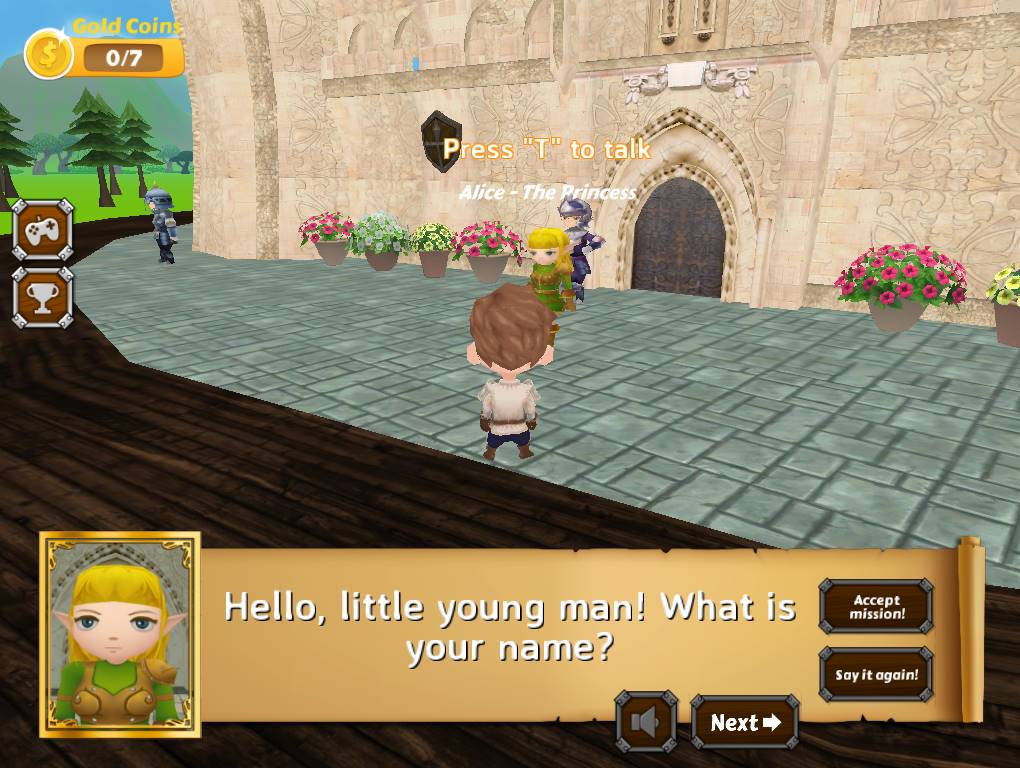 Gold Coins
0/7
Press "T" to talk
Alice - The Princess
Hello, little young man! What is
your name?
Accept
mission!
Say it again!
Next